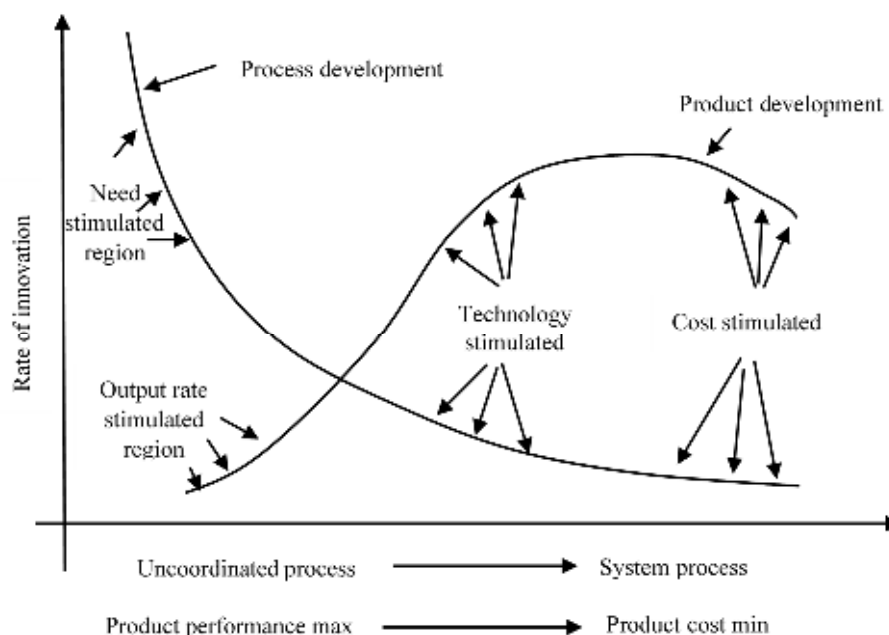 Process development
Product development
Need
stimulated
region
Rate of innovation
Technology
stimulated
Cost stimulated
Output rate
stimulated
region
Uncoordinated process
System process
Product performance max
Product cost min